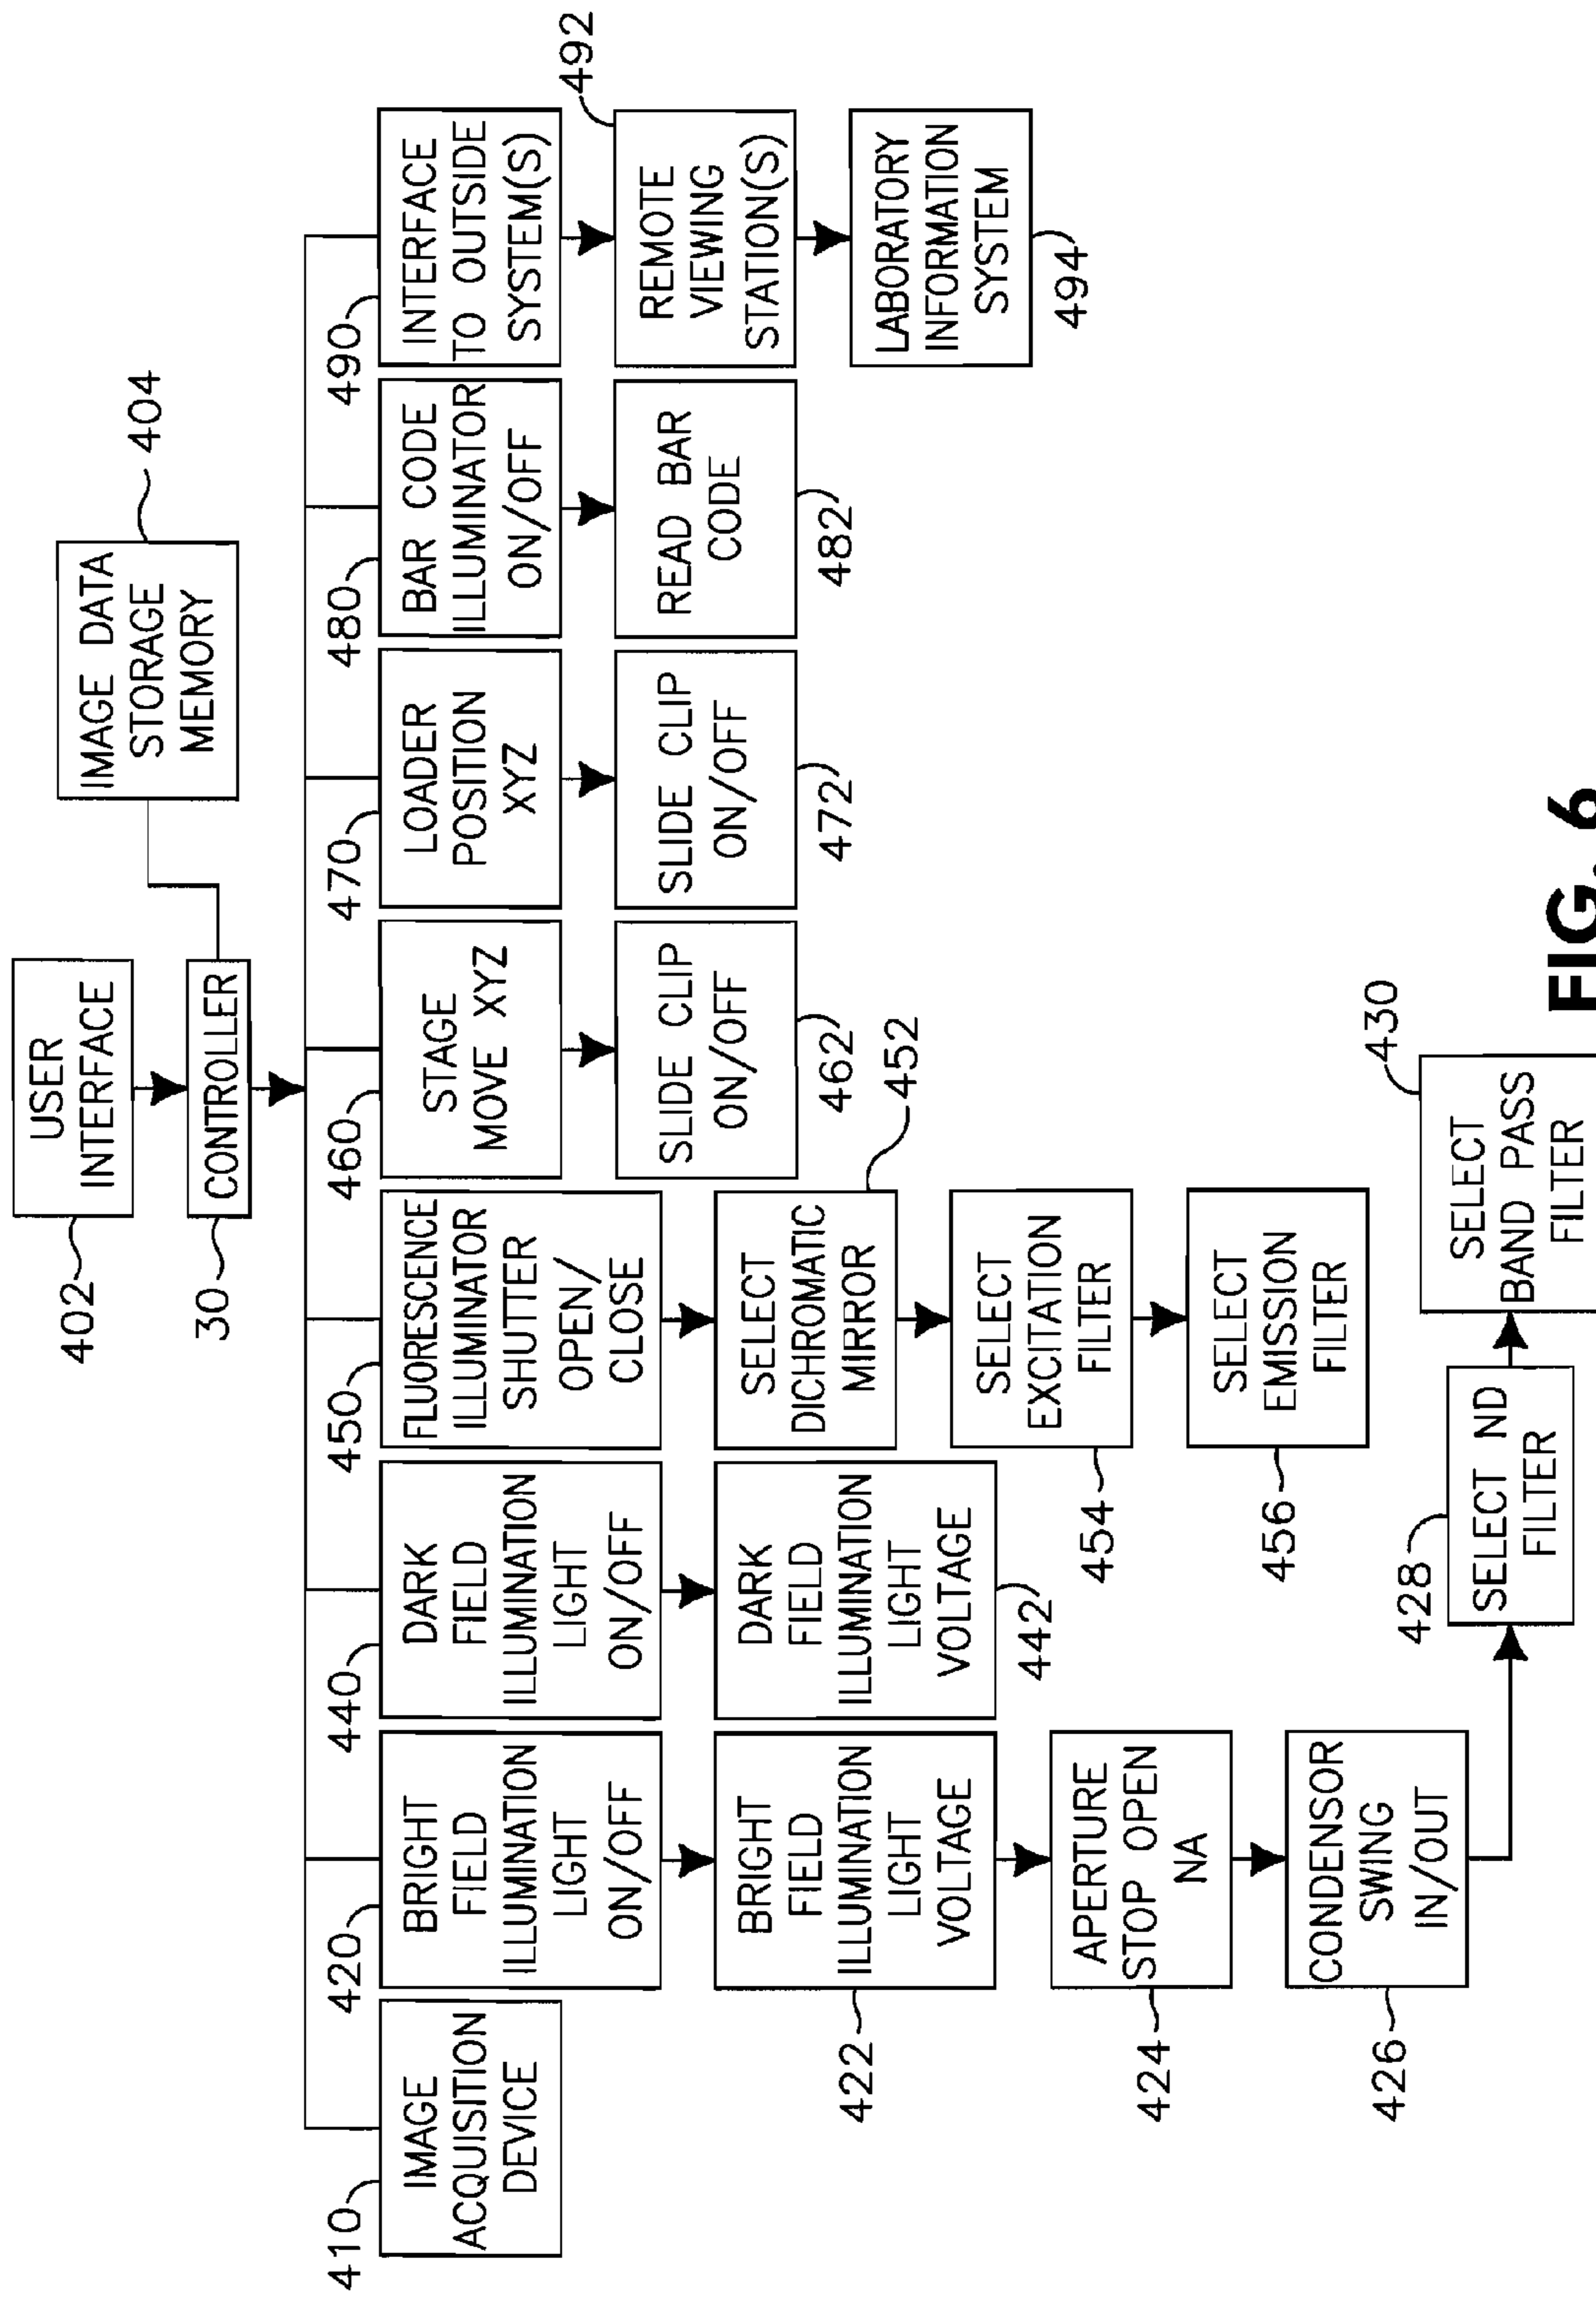 USER
INTERFACE
402
CONTROLLER
30
IMAGE DATA
STORAGE
MEMORY
404
410
IMAGE
ACQUISITION
DEVICE
420
BRIGHT
FIELD
ILLUMINATION
LIGHT
ON/OFF
422
BRIGHT
FIELD
ILLUMINATION
LIGHT
VOLTAGE
424
APERTURE
STOP OPEN
NA
426
CONDENSOR
SWING
IN/OUT
428
SELECT ND
FILTER
430
SELECT
BAND PASS
FILTER
440
DARK
FIELD
ILLUMINATION
LIGHT
ON/OFF
DARK
FIELD
ILLUMINATION
LIGHT
VOLTAGE
442
450
FLUORESCENCE
ILLUMINATOR
SHUTTER
OPEN/
CLOSE
452
SELECT
DICHROMATIC
MIRROR
454
SELECT
EXCITATION
FILTER
456
SELECT
EMISSION
FILTER
460
STAGE
MOVE XYZ
SLIDE CLIP
ON/OFF
462
470
LOADER
POSITION
XYZ
SLIDE CLIP
ON/OFF
472
480
BAR CODE
ILLUMINATOR
ON/OFF
READ BAR
CODE
482
490
INTERFACE
TO OUTSIDE
SYSTEM(S)
492
REMOTE
VIEWING
STATION(S)
LABORATORY
INFORMATION
SYSTEM
494
FIG. 6